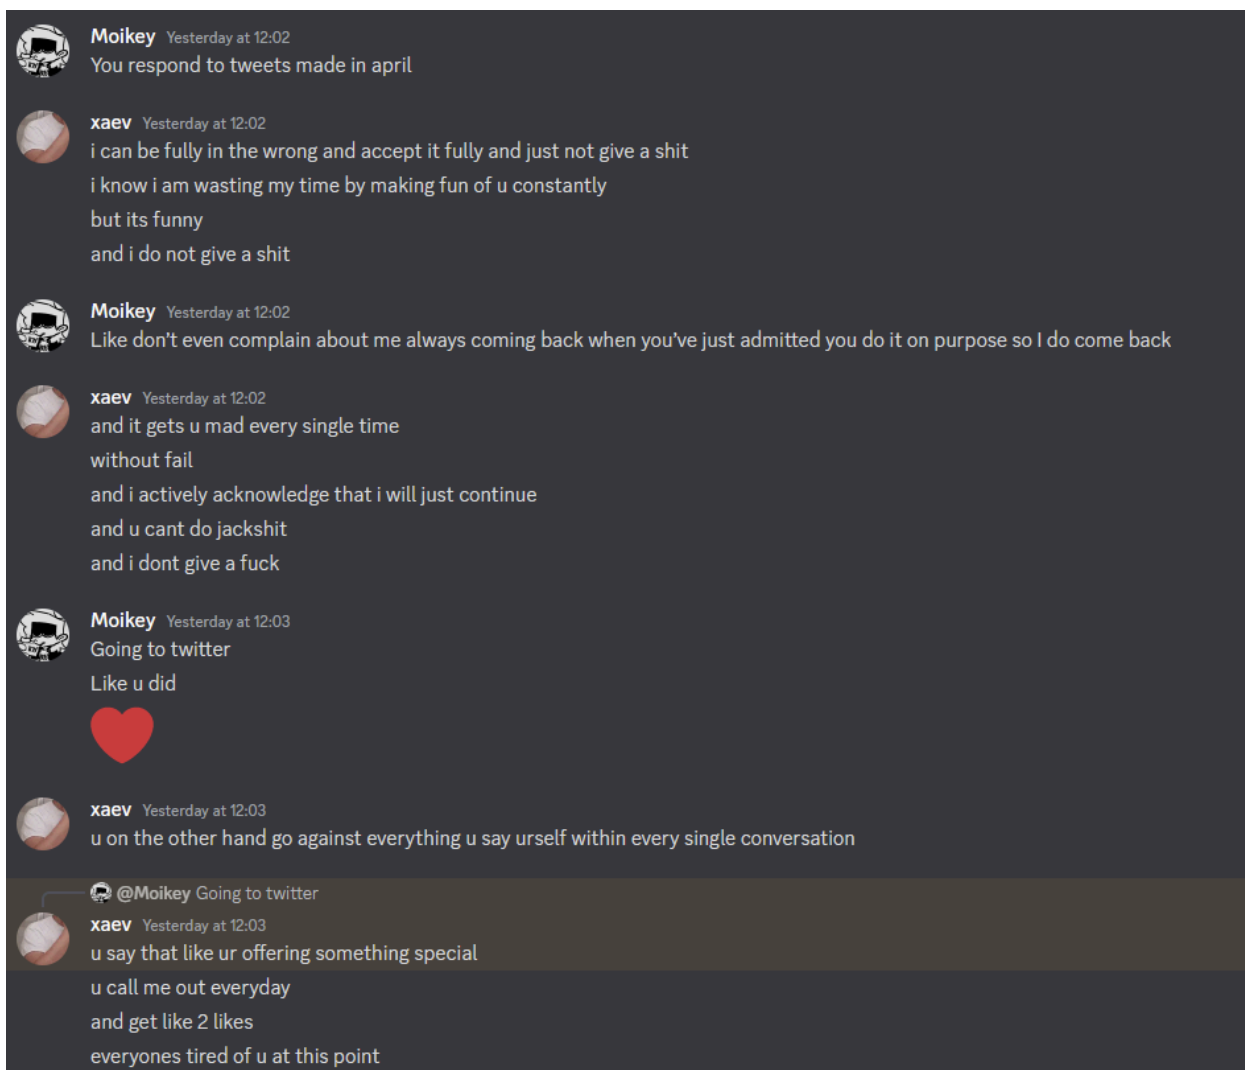 Moikey Yesterday at 12:02
You respond to tweets made in april
xaev Yesterday at 12:02
i can be fully in the wrong and accept it fully and just not give a shit
i know i am wasting my time by making fun of u constantly
but its funny
and i do not give a shit
Moikey Yesterday at 12:02
Like don't even complain about me always coming back when you've just admitted you do it on purpose so I do come back
xaev Yesterday at 12:02
and it gets u mad every single time
without fail
and i actively acknowledge that i will just continue
and u cant do jackshit
and i dont give a fuck
Moikey Yesterday at 12:03
Going to twitter
Like u did
xaev Yesterday at 12:03
u on the other hand go against everything u say urself within every single conversation
@Moikey Going to twitter
xaev Yesterday at 12:03
u say that like ur offering something special
u call me out everyday
and get like 2 likes
everyones tired of u at this point